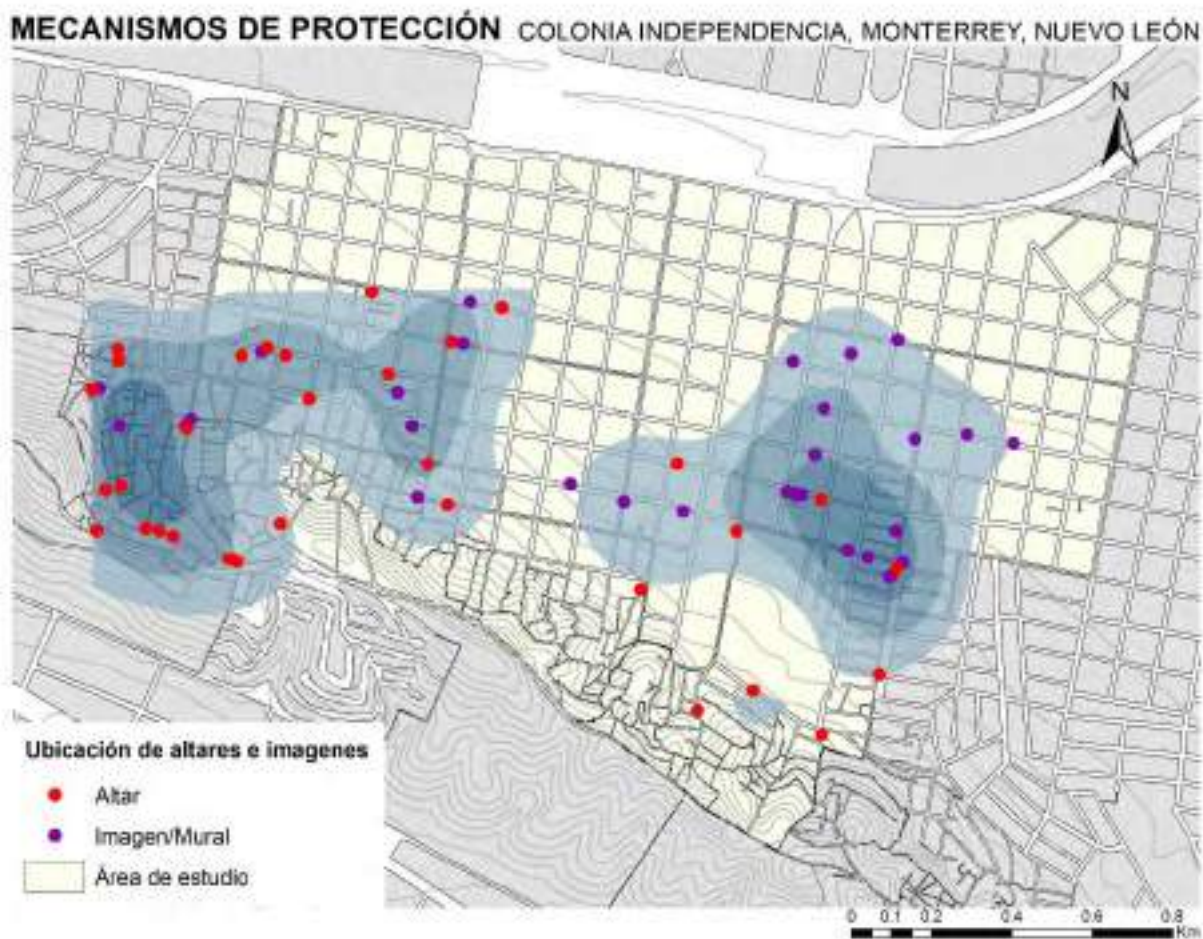 MECANISMOS DE PROTECCIÓN COLONIA INDEPENDENCIA, MONTERREY, NUEVO LEÓN
N
Ubicación de altares e imagenes
Altar
Imagen/Mural
Área de estudio
0 0.1 0.2 0.4 0.6 0.8
Km